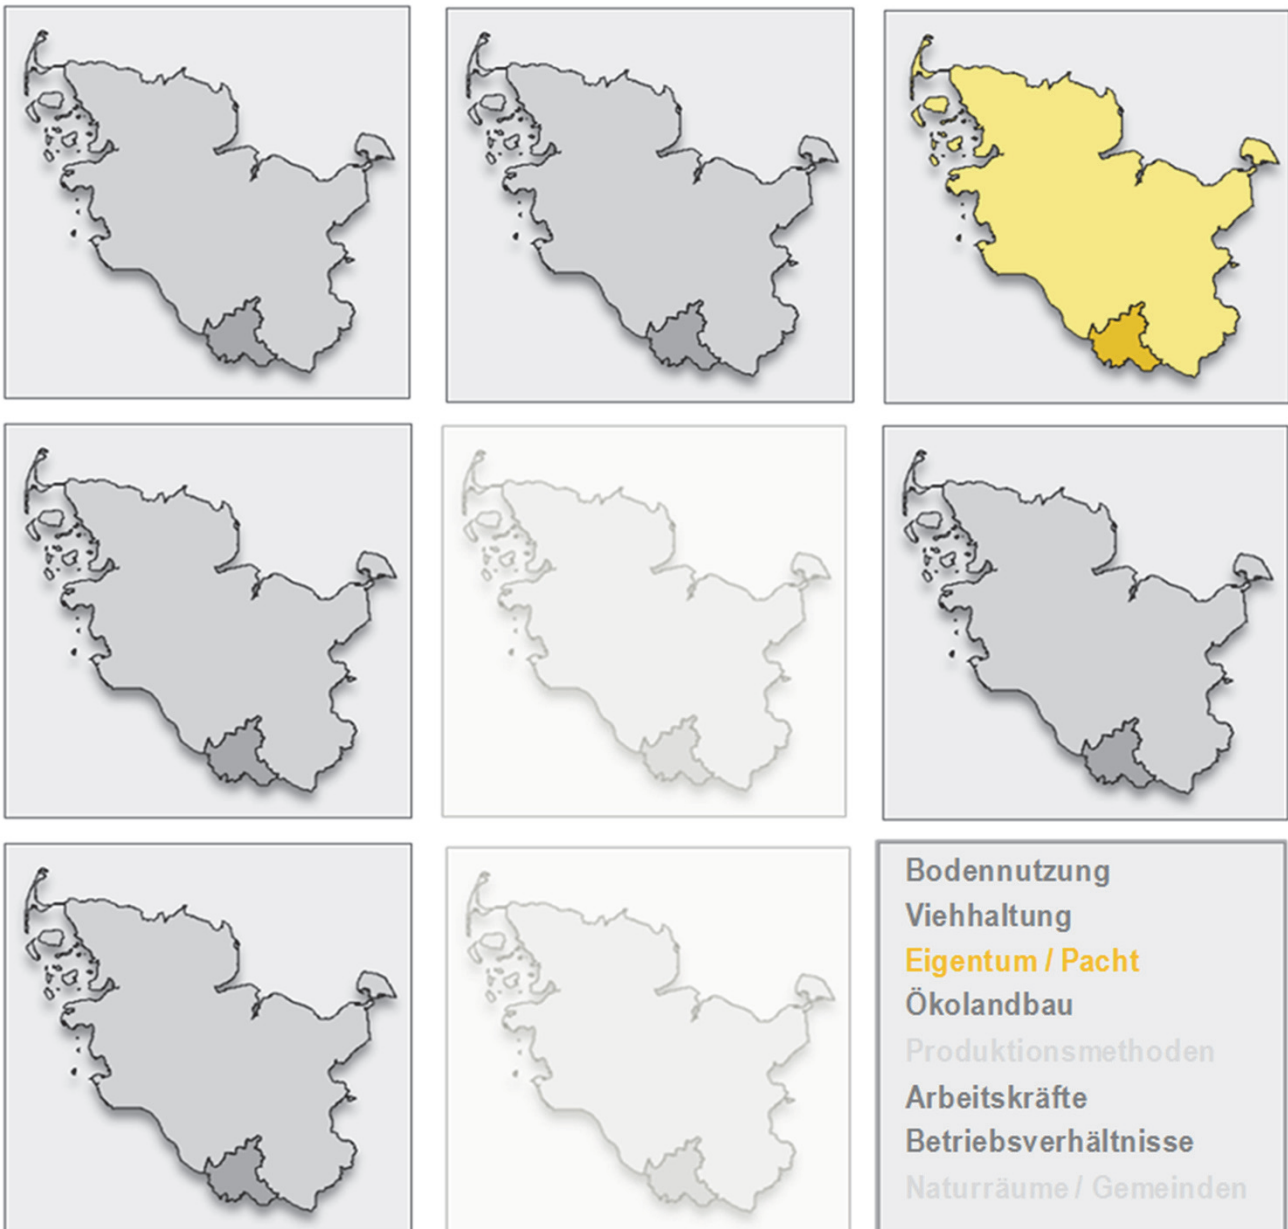 Bodennutzung
Viehhaltung
Eigentum / Pacht
Ökolandbau
Produktionsmethoden
Arbeitskräfte
Betriebsverhältnisse
Naturräume / Gemeinden